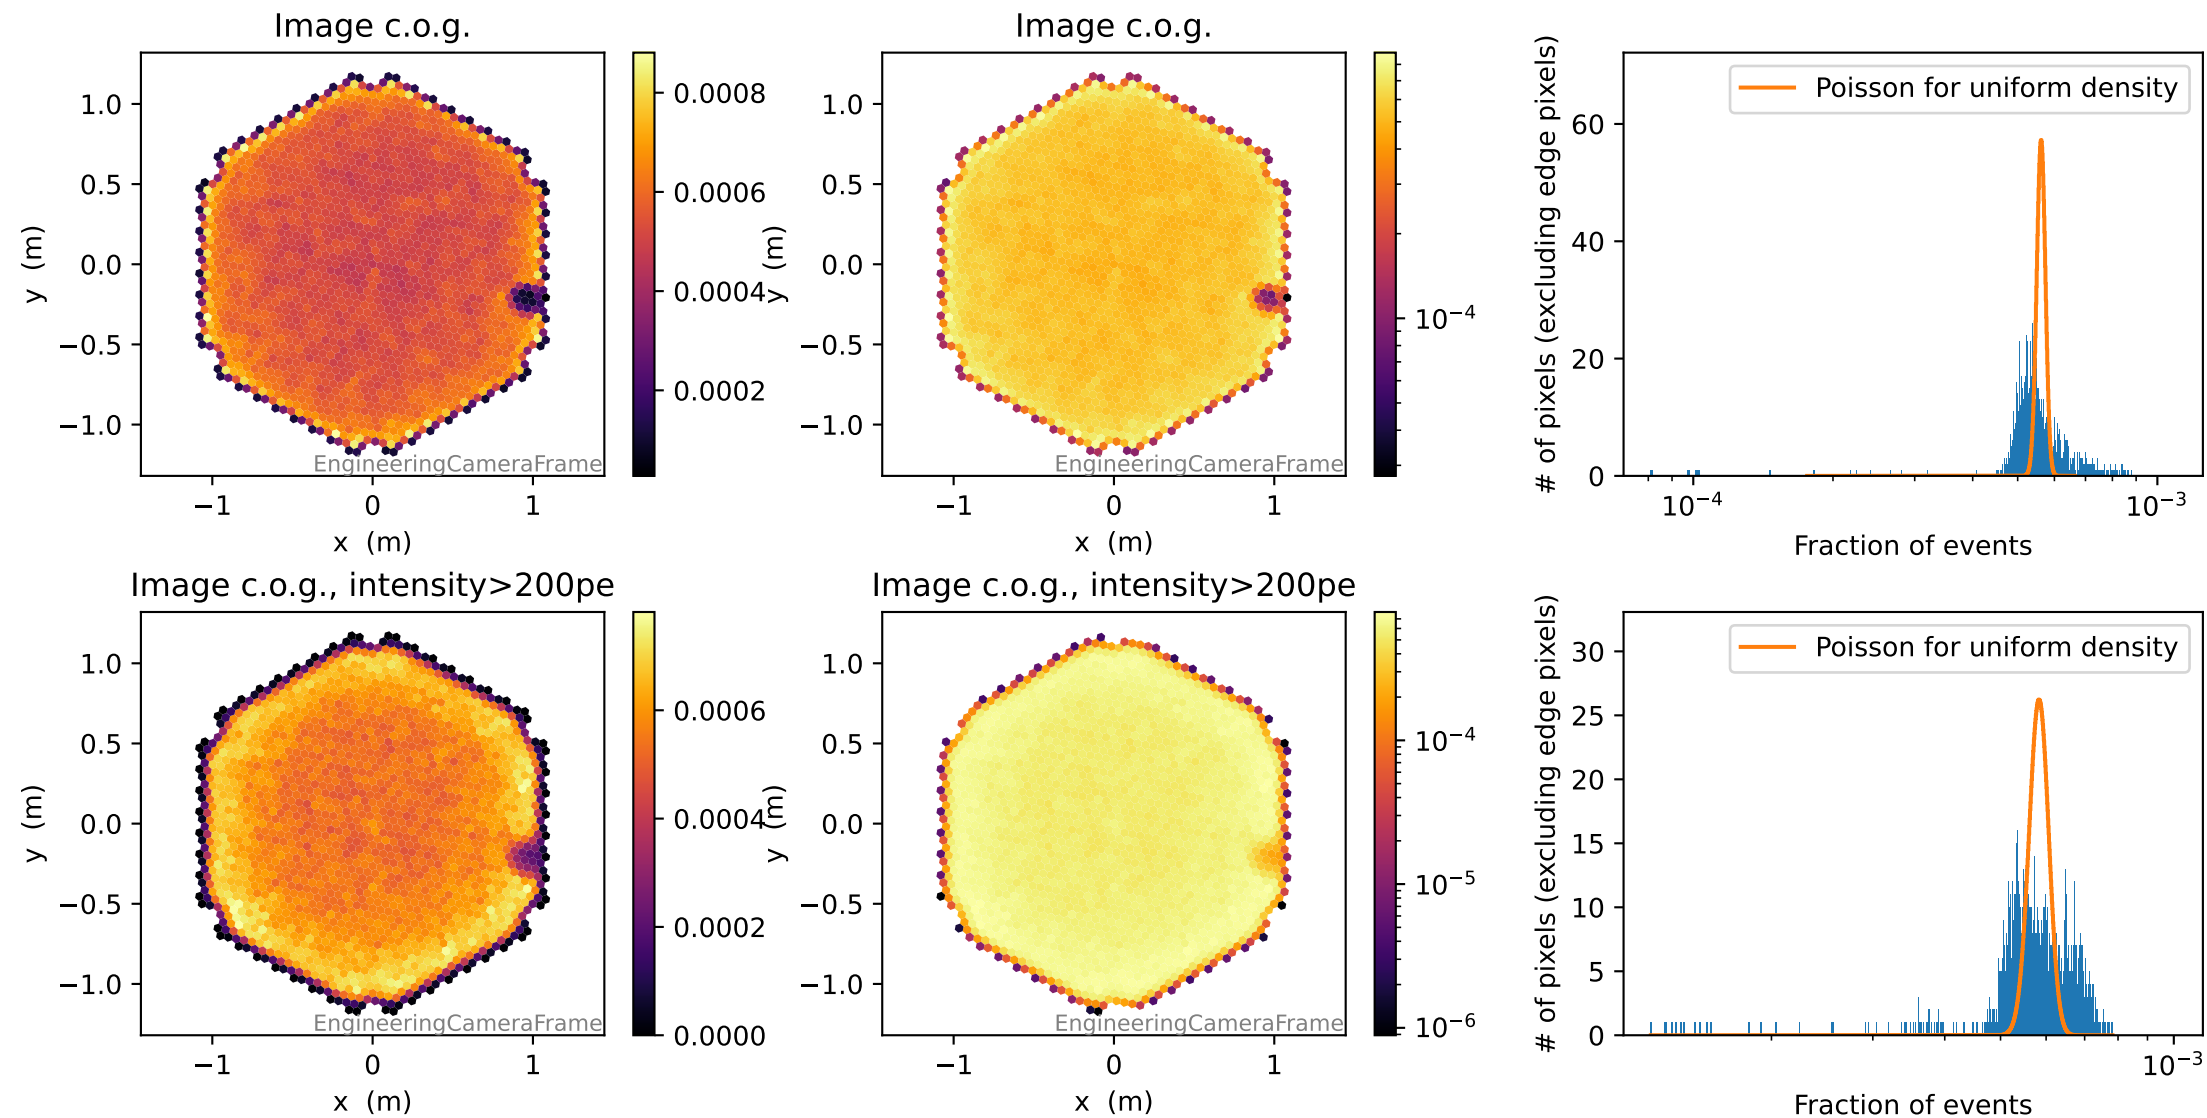 Image c.o.g.
y (m)
1.0
0.5
0.0
−0.5
−1.0
EngineeringCameraFrame
−1 0 1
x (m)
0.0008
0.0006
0.0004
0.0002
Image c.o.g.
y (m)
1.0
0.5
0.0
−0.5
−1.0
EngineeringCameraFrame
−1 0 1
x (m)
10⁻⁴
# of pixels (excluding edge pixels)
60
40
20
0
Poisson for uniform density
10⁻⁴ 10⁻³
Fraction of events
Image c.o.g., intensity>200pe
y (m)
1.0
0.5
0.0
−0.5
−1.0
EngineeringCameraFrame
−1 0 1
x (m)
0.0006
0.0004
0.0002
0.0000
Image c.o.g., intensity>200pe
y (m)
1.0
0.5
0.0
−0.5
−1.0
EngineeringCameraFrame
−1 0 1
x (m)
10⁻⁴
10⁻⁵
10⁻⁶
# of pixels (excluding edge pixels)
30
25
20
15
10
5
0
Poisson for uniform density
10⁻³
Fraction of events